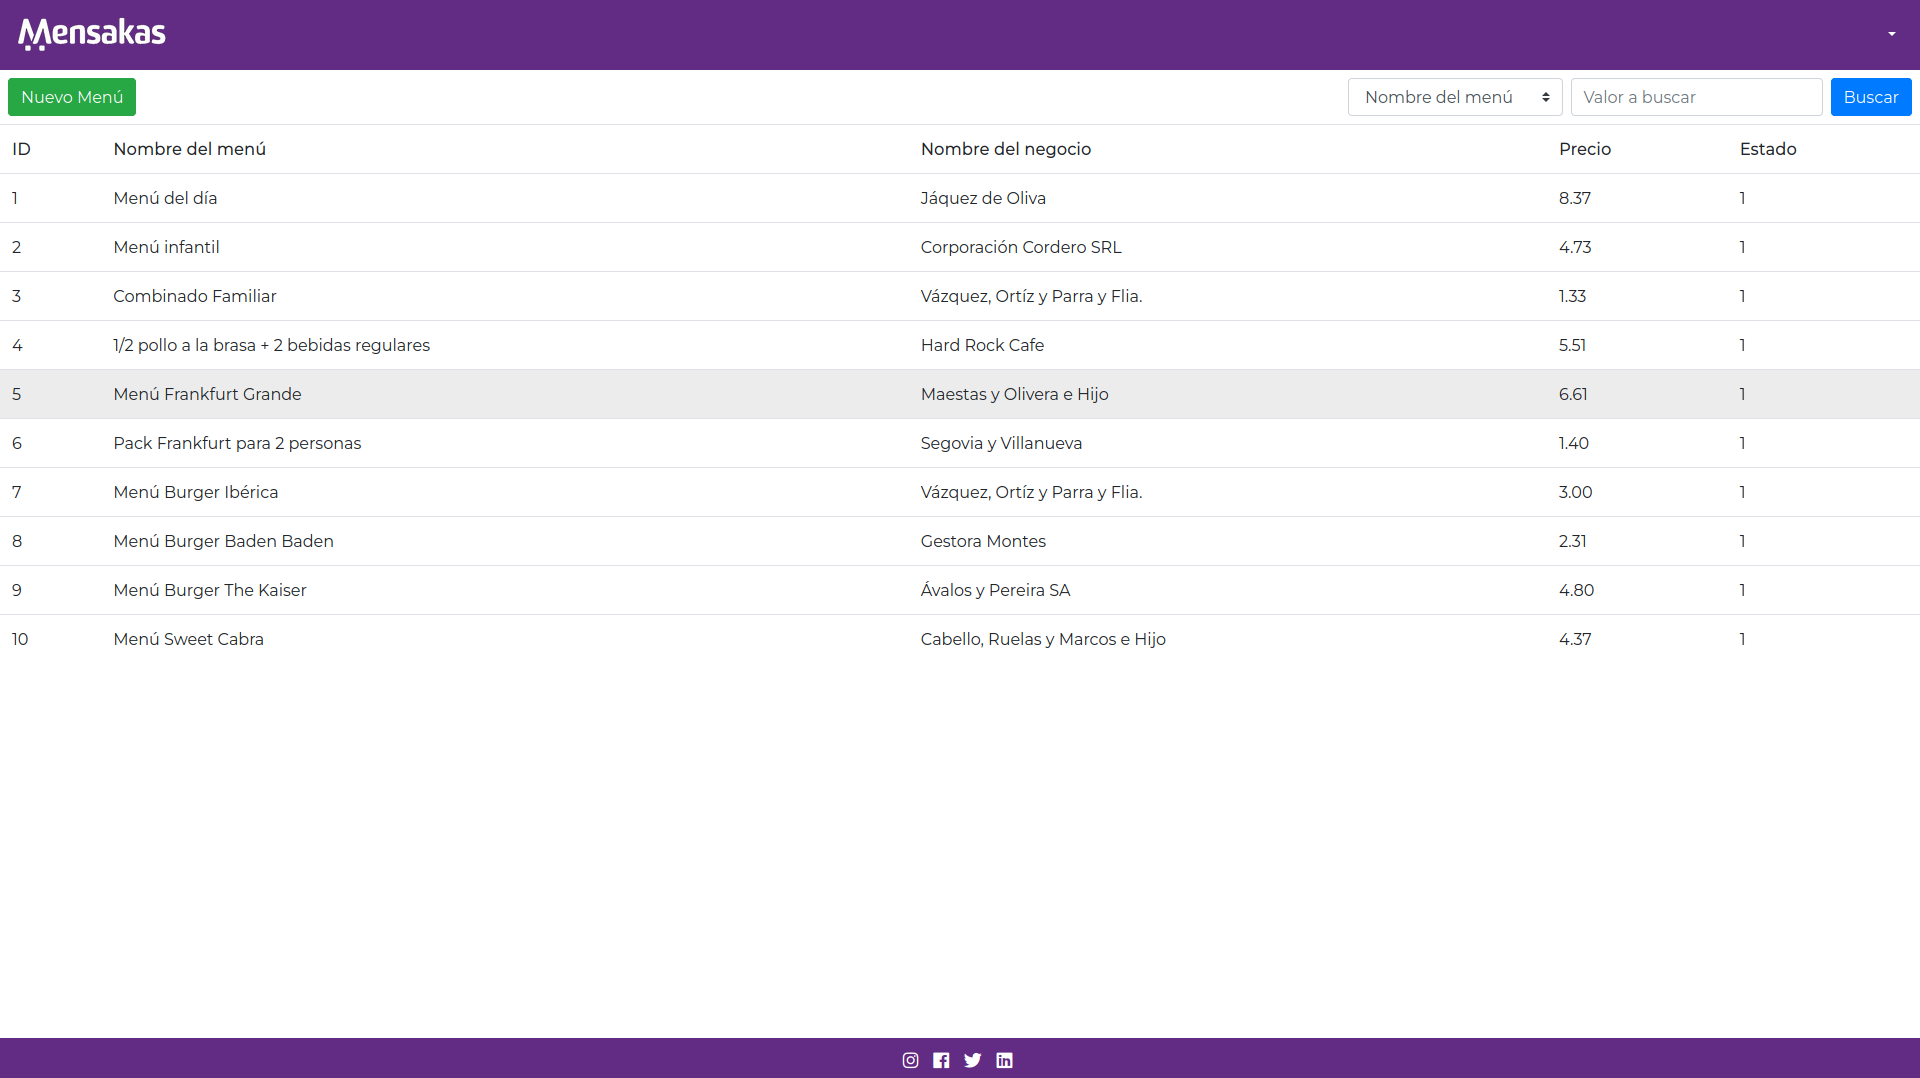 Mensakas
Nuevo Menú Nombre del menú Valor a buscar Buscar
ID Nombre del menú Nombre del negocio Precio Estado
1 Menú del día Jáquez de Oliva 8.37 1
2 Menú infantil Corporación Cordero SRL 4.73 1
3 Combinado Familiar Vázquez, Ortíz y Parra y Flia. 1.33 1
4 1/2 pollo a la brasa + 2 bebidas regulares Hard Rock Cafe 5.51 1
5 Menú Frankfurt Grande Maestas y Olivera e Hijo 6.61 1
6 Pack Frankfurt para 2 personas Segovia y Villanueva 1.40 1
7 Menú Burger Ibérica Vázquez, Ortíz y Parra y Flia. 3.00 1
8 Menú Burger Baden Baden Gestora Montes 2.31 1
9 Menú Burger The Kaiser Ávalos y Pereira SA 4.80 1
10 Menú Sweet Cabra Cabello, Ruelas y Marcos e Hijo 4.37 1